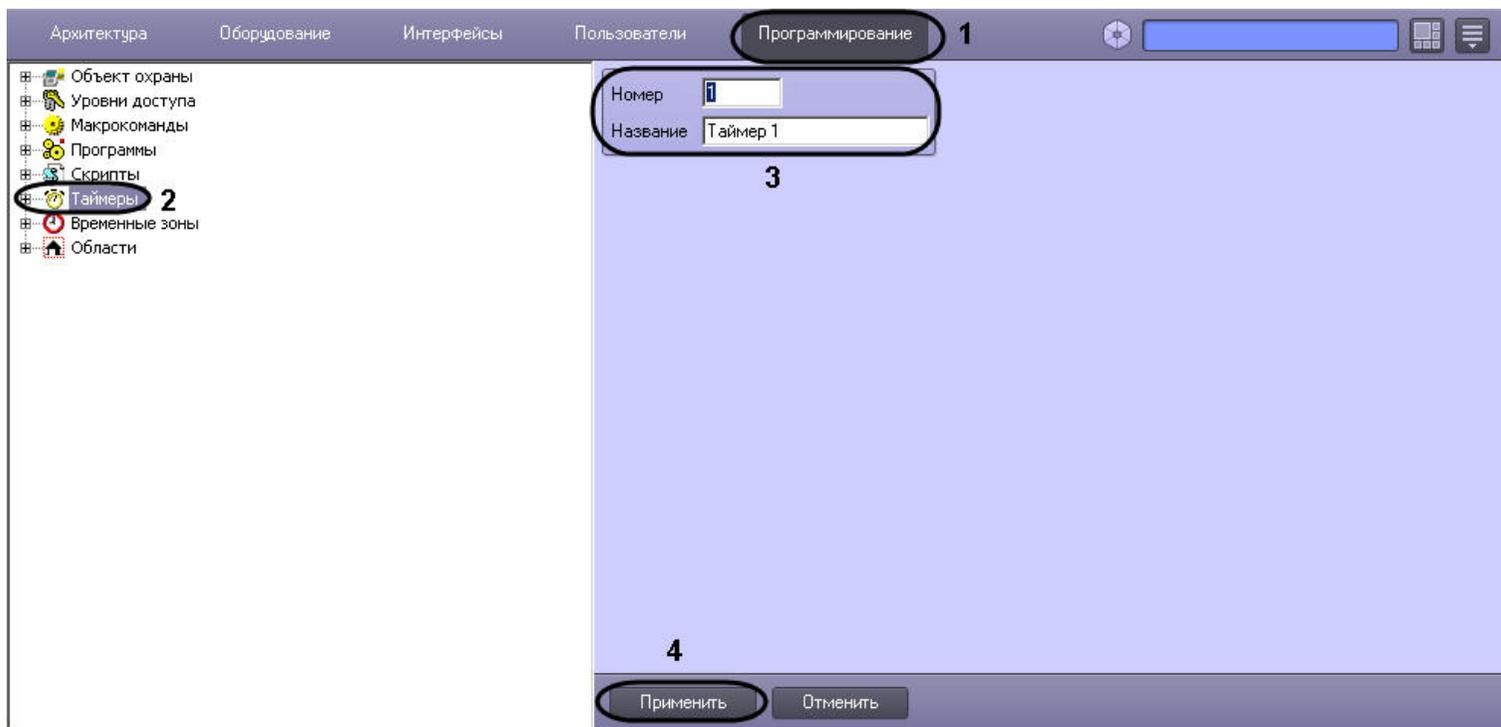 Архитектура Оборудование Интерфейсы Пользователи Программирование 1
Объект охраны
Уровни доступа
Макрокоманды
Программы
Скрипты
Таймеры 2
Временные зоны
Области
Номер 1
Название Таймер 1
3
4
Применить Отменить